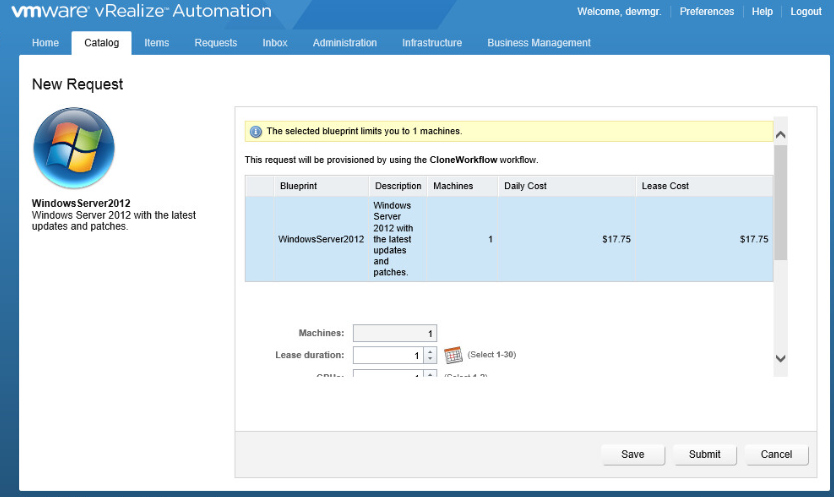 vmware vRealize™ Automation
Welcome, devmgr. Preferences Help Logout
Home Catalog Items Requests Inbox Administration Infrastructure Business Management
New Request
WindowsServer2012
Windows Server 2012 with the latest
updates and patches.
The selected blueprint limits you to 1 machines.
This request will be provisioned by using the CloneWorkflow workflow.
Blueprint Description Machines Daily Cost Lease Cost
WindowsServer2012 1 $17.75 $17.75
Windows
Server
2012 with
the latest
updates
and
patches.
Machines: 1
Lease duration: 1 (Select 1-30)
Save Submit Cancel